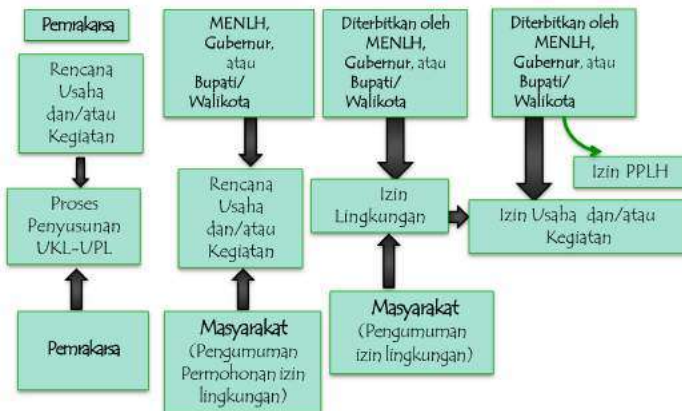 Pemrakarsa
Rencana
Usaha
dan/atau
Kegiatan
Proses
Penyusunan
UKL-UPL
Pemrakarsa
MENLH,
Gubernur,
atau
Bupati/
Walikota
Rencana
Usaha
dan/atau
Kegiatan
Masyarakat
(Pengumuman
Permohonan izin
lingkungan)
Diterbitkan oleh
MENLH,
Gubernur, atau
Bupati/
Walikota
Izin
Lingkungan
Masyarakat
(Pengumuman
izin lingkungan)
Diterbitkan oleh
MENLH,
Gubernur, atau
Bupati/
Walikota
Izin PPLH
Izin Usaha dan/atau
Kegiatan